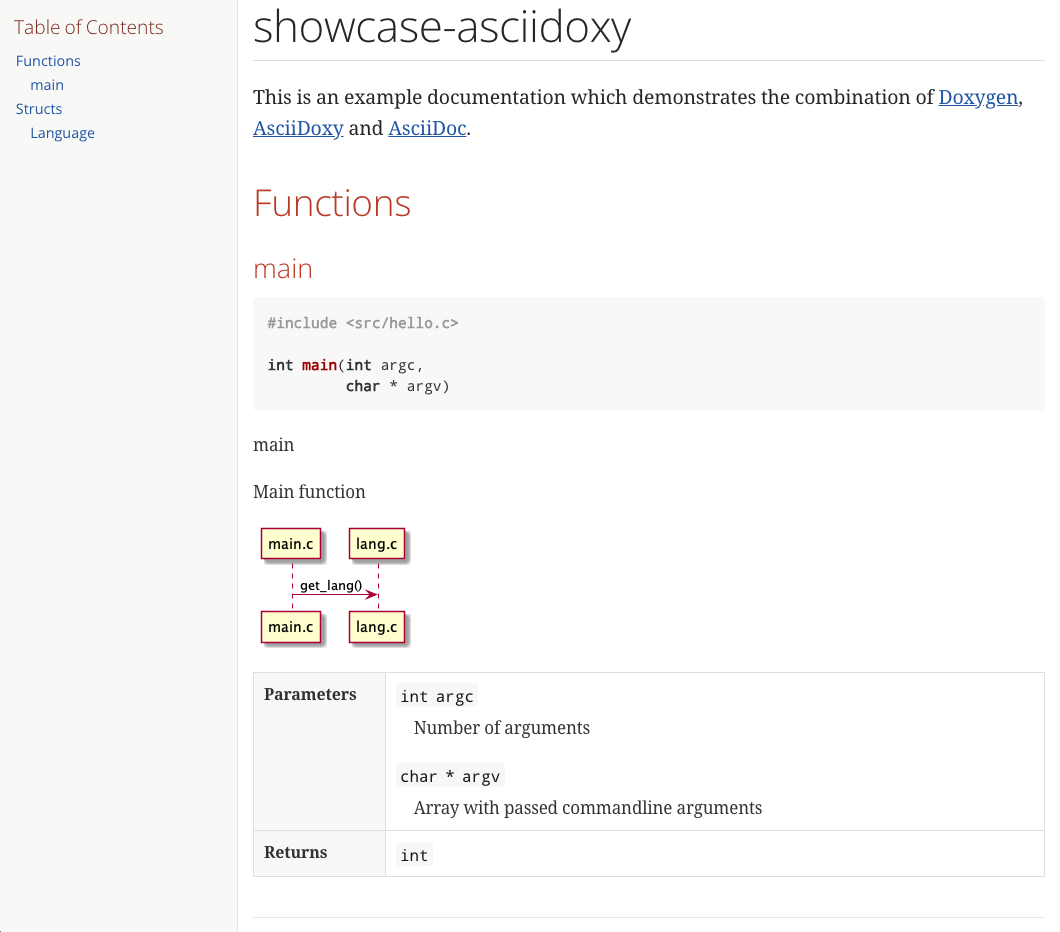 Table of Contents
Functions
main
Structs
Language
showcase-asciidoxy
This is an example documentation which demonstrates the combination of Doxygen,
AsciiDoxy and AsciiDoc.
Functions
main
#include <src/hello.c>
int main(int argc,
char * argv)
main
Main function
main.c lang.c
get_lang()
main.c lang.c
Parameters
int argc
Number of arguments
char * argv
Array with passed commandline arguments
Returns
int